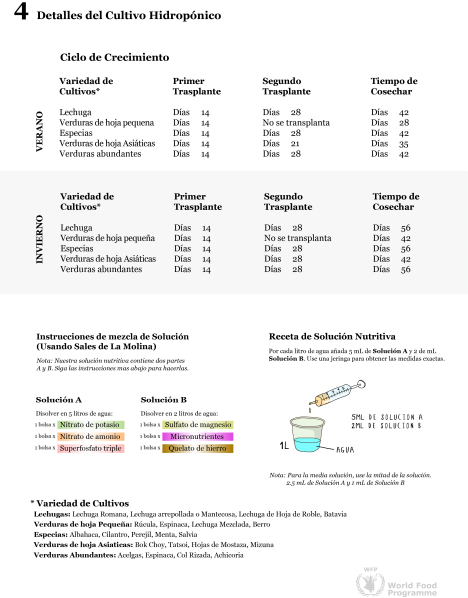 4 Detalles del Cultivo Hidropónico
Ciclo de Crecimiento
Variedad de Cultivos* Primer Trasplante Segundo Trasplante Tiempo de Cosechar
VERANO
Lechuga Días 14 Días 28 Días 42
Verduras de hoja pequena Días 14 No se transplanta Días 28
Especias Días 14 Días 28 Días 42
Verduras de hoja Asiáticas Días 14 Días 21 Días 35
Verduras abundantes Días 14 Días 28 Días 42
Variedad de Cultivos* Primer Trasplante Segundo Trasplante Tiempo de Cosechar
INVIERNO
Lechuga Días 14 Días 28 Días 56
Verduras de hoja pequeña Días 14 No se transplanta Días 42
Especias Días 14 Días 28 Días 56
Verduras de hoja Asiáticas Días 14 Días 28 Días 42
Verduras abundantes Días 14 Días 28 Días 56
Instrucciones de mezcla de Solución
(Usando Sales de La Molina)
Nota: Nuestra solución nutritiva contiene dos partes
A y B. Siga las instrucciones mas abajo para hacerlas.
Solución A
Disolver en 5 litros de agua:
1 bolsa x Nitrato de potasio
1 bolsa x Nitrato de amonio
1 bolsa x Superfosfato triple
Solución B
Disolver en 2 litros de agua:
1 bolsa x Sulfato de magnesio
1 bolsa x Micronutrientes
1 bolsa x Quelato de hierro
Receta de Solución Nutritiva
Por cada litro de agua añada 5 mL de Solución A y 2 de mL
Solución B. Use una jeringa para obtener las medidas exactas.
5ML DE SOLUCION A
2ML DE SOLUCION B
1L
AGUA
Nota: Para la media solución, use la mitad de la solución.
2.5 mL de Solución A y 1 mL de Solución B
* Variedad de Cultivos
Lechugas: Lechuga Romana, Lechuga arrepollada o Mantecosa, Lechuga de Hoja de Roble, Batavia
Verduras de hoja Pequeña: Rúcula, Espinaca, Lechuga Mezelada, Berro
Especias: Albahaca, Cilantro, Perejil, Menta, Salvia
Verduras de hoja Asiaticas: Bok Choy, Tatsoi, Hojas de Mostaza, Mizuna
Verduras Abundantes: Acelgas, Espinaca, Col Rizada, Achicoria
WFP
World Food
Programme